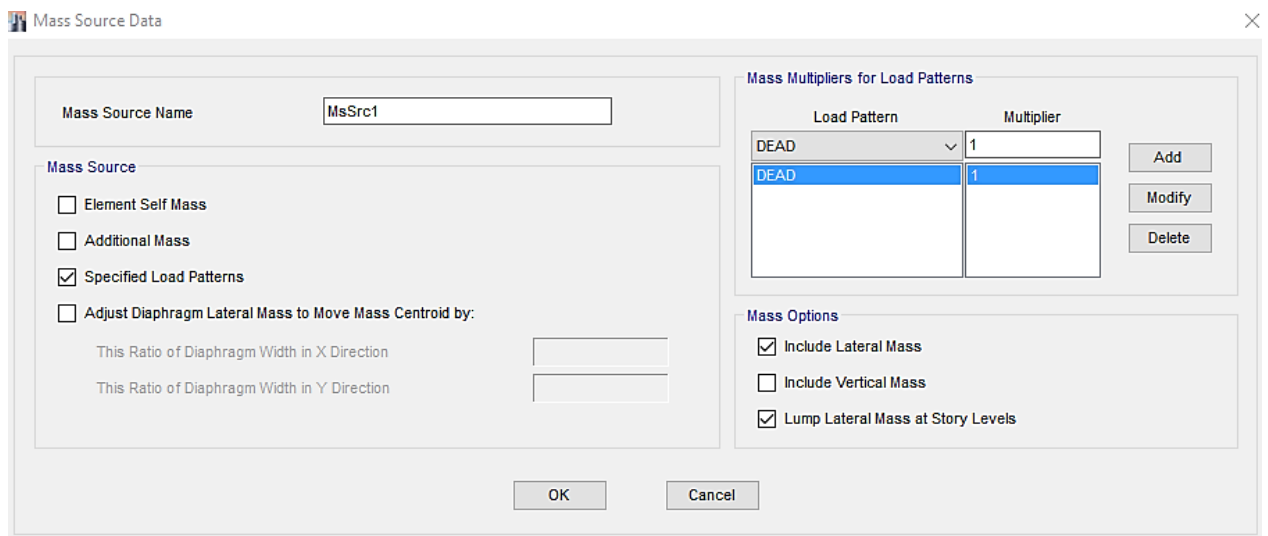 Mass Source Data
Mass Source Name
MsSrc1
Mass Source
Element Self Mass
Additional Mass
Specified Load Patterns
Adjust Diaphragm Lateral Mass to Move Mass Centroid by:
This Ratio of Diaphragm Width in X Direction
This Ratio of Diaphragm Width in Y Direction
Mass Multipliers for Load Patterns
Load Pattern Multiplier
DEAD 1
DEAD 1
Add
Modify
Delete
Mass Options
Include Lateral Mass
Include Vertical Mass
Lump Lateral Mass at Story Levels
OK Cancel